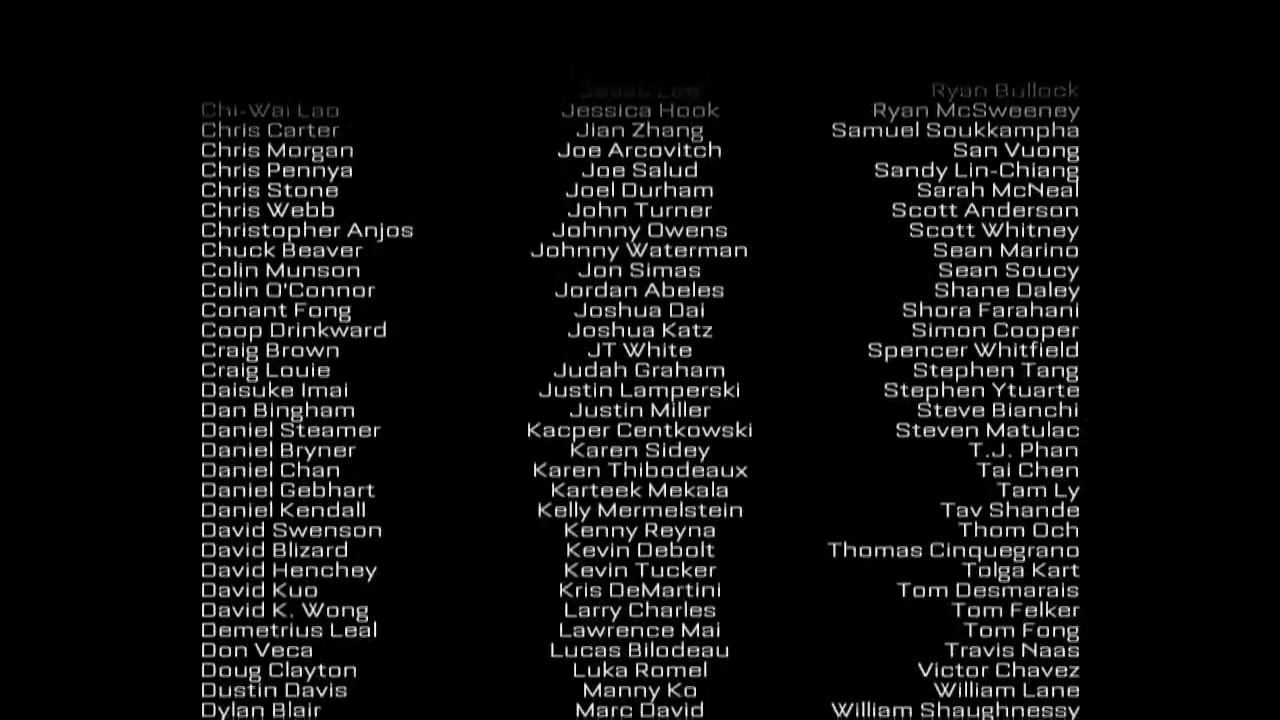 Chi-Wai Lao
Chris Carter
Chris Morgan
Chris Pennya
Chris Stone
Chris Webb
Christopher Anjos
Chuck Beaver
Colin Munson
Colin O'Connor
Conant Fong
Coop Drinkward
Craig Brown
Craig Louie
Daisuke Imai
Dan Bingham
Daniel Steamer
Daniel Bryner
Daniel Chan
Daniel Gebhart
Daniel Kendall
David Swenson
David Blizard
David Henchey
David Kuo
David K. Wong
Demetrius Leal
Don Veca
Doug Clayton
Dustin Davis
Dylan Blair
Jessica Hook
Jian Zhang
Joe Arcovitch
Joe Salud
Joel Durham
John Turner
Johnny Owens
Johnny Waterman
Jon Simas
Jordan Abeles
Joshua Dai
Joshua Katz
JT White
Judah Graham
Justin Lamperski
Justin Miller
Kacper Centkowski
Karen Sidey
Karen Thibodeaux
Karteek Mekala
Kelly Mermelstein
Kenny Reyna
Kevin Debolt
Kevin Tucker
Kris DeMartini
Larry Charles
Lawrence Mai
Lucas Bilodeau
Luka Romel
Manny Ko
Marc David
Ryan Bullock
Ryan McSweeney
Samuel Soukkampha
San Vuong
Sandy Lin-Chiang
Sarah McNeal
Scott Anderson
Scott Whitney
Sean Marino
Sean Soucy
Shane Daley
Shora Farahani
Simon Cooper
Spencer Whitfield
Stephen Tang
Stephen Ytuarte
Steve Bianchi
Steven Matulac
T.J. Phan
Tai Chen
Tam Ly
Tav Shande
Thom Och
Thomas Cinquegrano
Tolga Kart
Tom Desmarais
Tom Felker
Tom Fong
Travis Naas
Victor Chavez
William Lane
William Shaughnessy